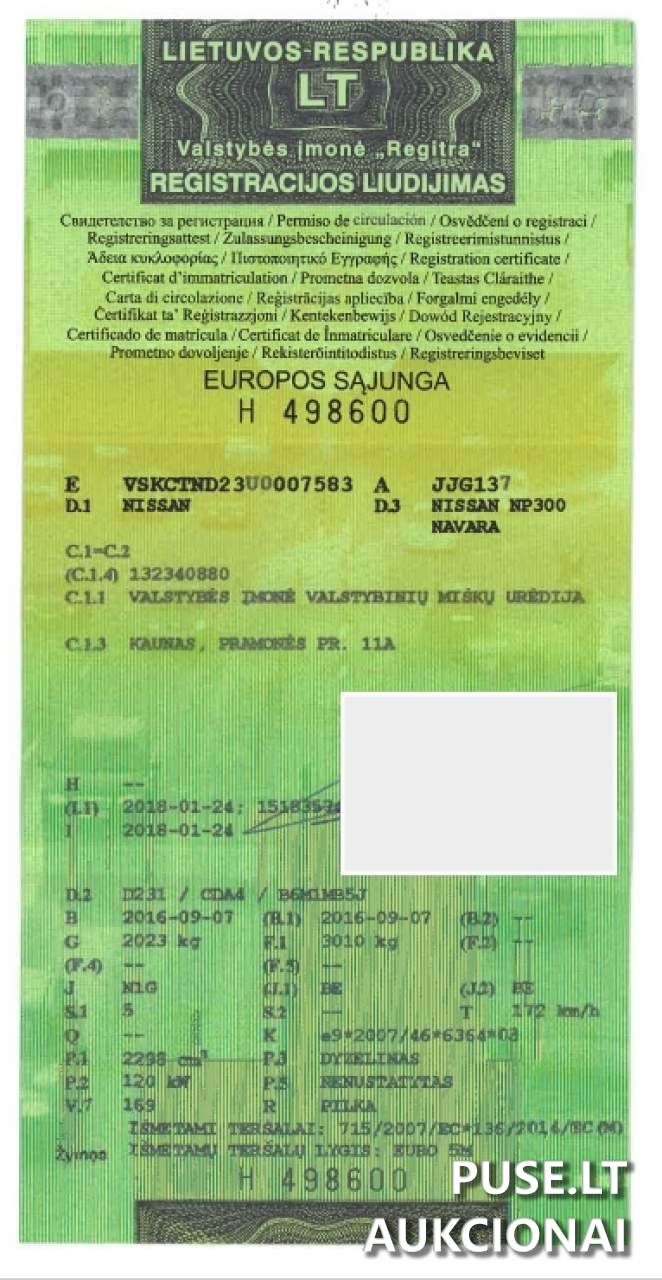 LIETUVOS RESPUBLIKA
LT
Valstybės įmonė „Regitra“
REGISTRACIJOS LIUDIJIMAS
Свидетелство за регистрация / Permiso de circulación / Osvědčení o registraci /
Registreringsattest / Zulassungsbescheinigung / Registreerimistunnistus /
Άδεια κυκλοφορίας / Πιστοποιητικό Εγγραφής / Registration certificate /
Certificat d'immatriculation / Prometna dozvola / Teastas Cláraithe /
Carta di circolazione / Reģistrācijas apliecība / Forgalmi engedély /
Ċertifikat ta' Reġistrazzjoni / Kentekenbewijs / Dowód Rejestracyjny /
Certificado de matrícula / Certificat de Înmatriculare / Osvedčenie o evidencii /
Prometno dovoljenje / Rekisteröintitodistus / Registreringsbeviset
EUROPOS SĄJUNGA
H 498600
E VSKCTND23U0007583 A JJG137
D.1 NISSAN D.3 NISSAN NP300
NAVARA
C.1=C.2
(C.1.4) 132340880
C.1.1 VALSTYBĖS ĮMONĖ VALSTYBINIŲ MIŠKŲ URĖDIJA
C.1.3 KAUNAS, PRAMONĖS PR. 11A
H --
(I.1) 2018-01-24;
I 2018-01-24
D.2 D231 / CDA4 / B6M1MB5J
B 2016-09-07 (B.1) 2016-09-07 (B.2) --
G 2023 kg F.1 3010 kg (F.2) --
(F.4) -- (F.5) --
J N1G (J.1) BE (J.2) BE
S.1 5 S.2 -- T 172 km/h
Q -- K e9*2007/46*6364*03
P.1 2298 cm³ P.3 DYZELINAS
P.2 120 kW P.5 NENUSTATYTAS
V.7 169 R PILKA
IŠMETAMI TERŠALAI: 715/2007/EC*136/2014/EC(M)
Žymos IŠMETAMŲ TERŠALŲ LYGIS: EURO 5M
H 498600
PUSE.LT
AUKCIONAI